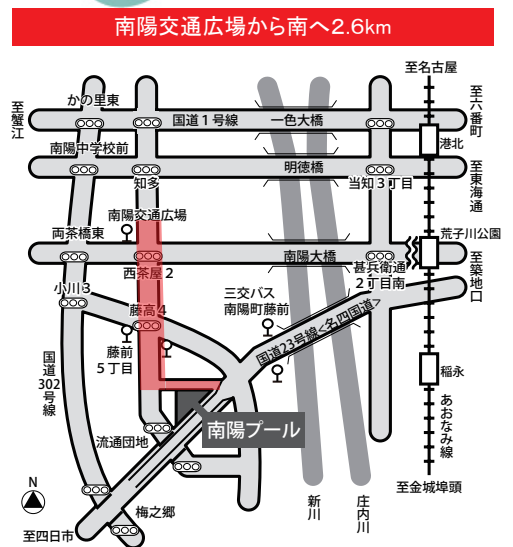 南陽交通広場から南へ2.6km
至名古屋
かの里東
至蟹江
国道1号線
一色大橋
至六番町
港北
南陽中学校前
明徳橋
知多
当知3丁目
至東海通
南陽交通広場
両茶橋東
荒子川公園
南陽大橋
西茶屋2
甚兵衛通
2丁目南
至築地口
小川3
三交バス
南陽町藤前
藤高4
国道23号線<名四国道>
藤前
5丁目
国道
302
号線
稲永
あおなみ線
南陽プール
流通団地
N
新川
庄内川
至金城埠頭
梅之郷
至四日市